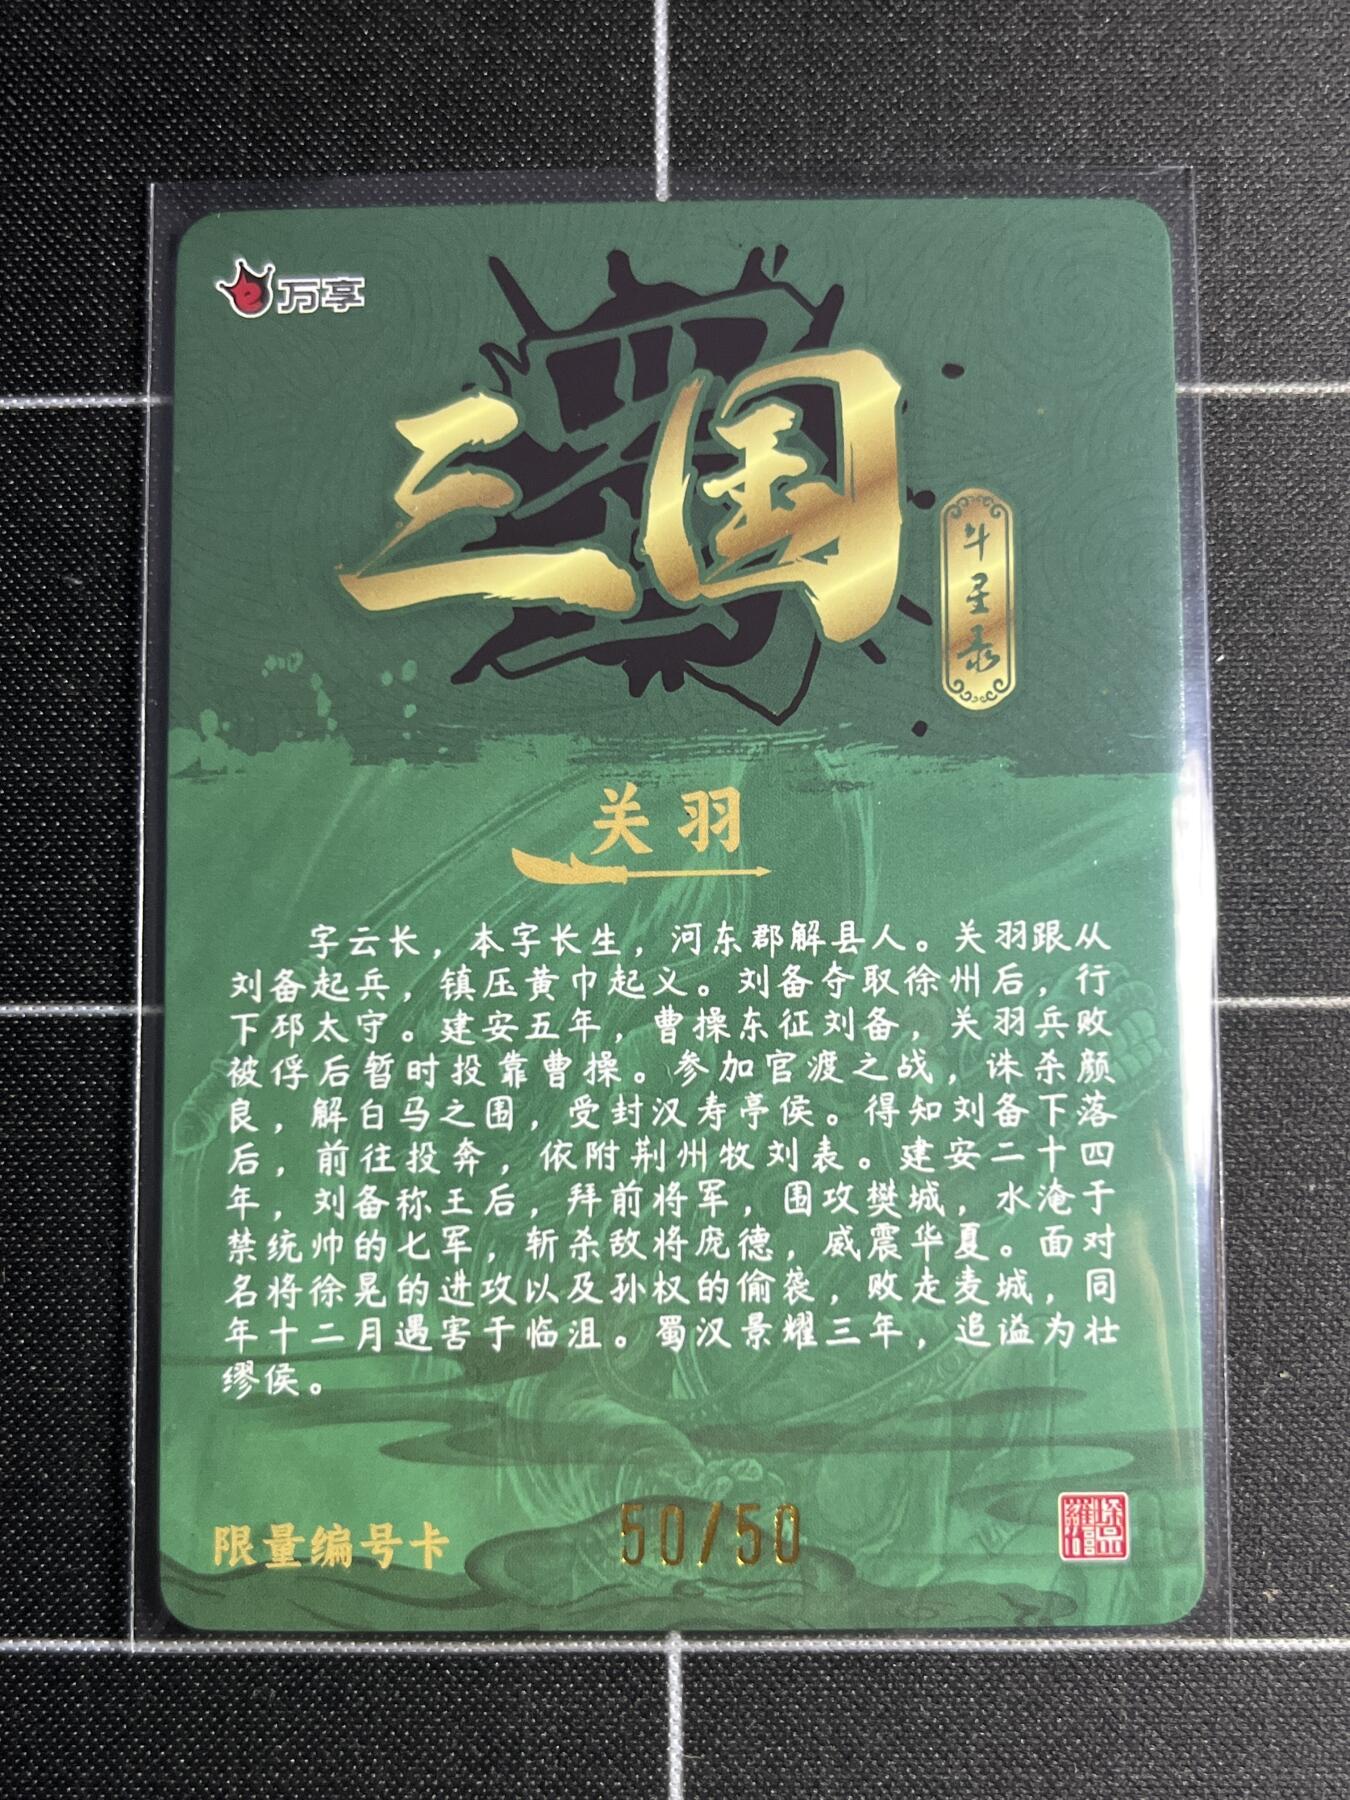 万享
三国
斗星录
关羽
字云长，本字长生，河东郡解县人。关羽跟从
刘备起兵，镇压黄巾起义。刘备夺取徐州后，行
下邳太守。建安五年，曹操东征刘备，关羽兵败
被俘后暂时投靠曹操。参加官渡之战，诛杀颜
良，解白马之围，受封汉寿亭侯。得知刘备下落
后，前往投奔，依附荆州牧刘表。建安二十四
年，刘备称王后，拜前将军，围攻樊城，水淹于
禁统帅的七军，斩杀敌将庞德，威震华夏。面对
名将徐晃的进攻以及孙权的偷袭，败走麦城，同
年十二月遇害于临沮。蜀汉景耀三年，追谥为壮
缪侯。
限量编号卡
50/50